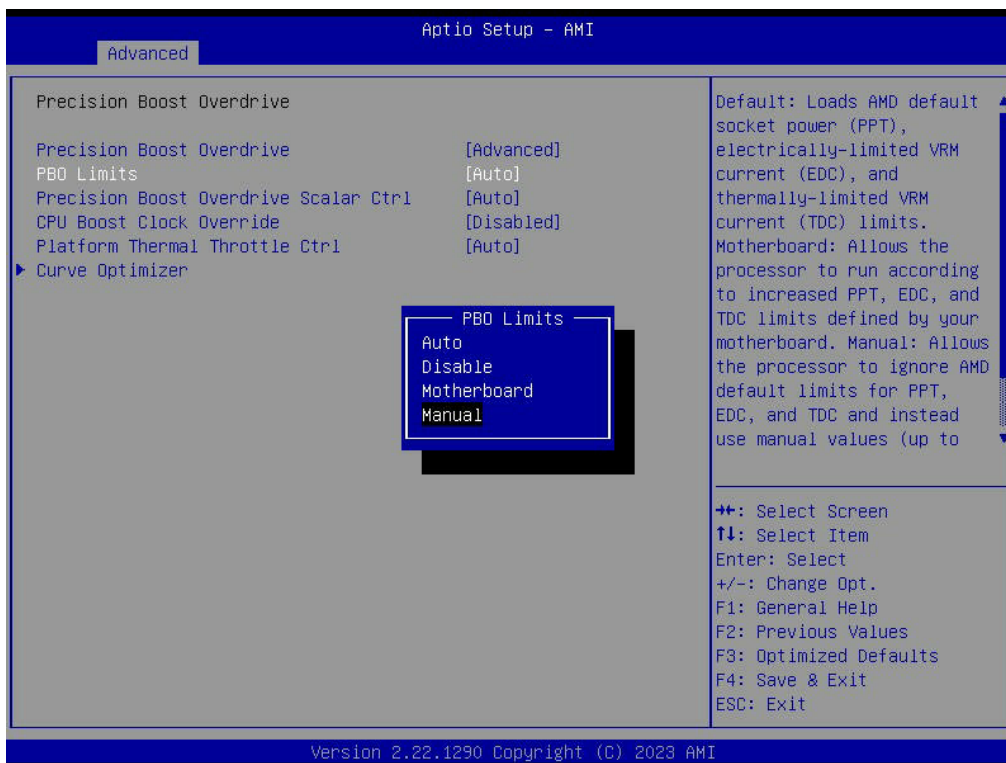 Aptio Setup - AMI
Advanced
Precision Boost Overdrive
Precision Boost Overdrive [Advanced]
PBO Limits [Auto]
Precision Boost Overdrive Scalar Ctrl [Auto]
CPU Boost Clock Override [Disabled]
Platform Thermal Throttle Ctrl [Auto]
Curve Optimizer
PBO Limits
Auto
Disable
Motherboard
Manual
Default: Loads AMD default
socket power (PPT),
electrically-limited VRM
current (EDC), and
thermally-limited VRM
current (TDC) limits.
Motherboard: Allows the
processor to run according
to increased PPT, EDC, and
TDC limits defined by your
motherboard. Manual: Allows
the processor to ignore AMD
default limits for PPT,
EDC, and TDC and instead
use manual values (up to
→←: Select Screen
↑↓: Select Item
Enter: Select
+/-: Change Opt.
F1: General Help
F2: Previous Values
F3: Optimized Defaults
F4: Save & Exit
ESC: Exit
Version 2.22.1290 Copyright (C) 2023 AMI